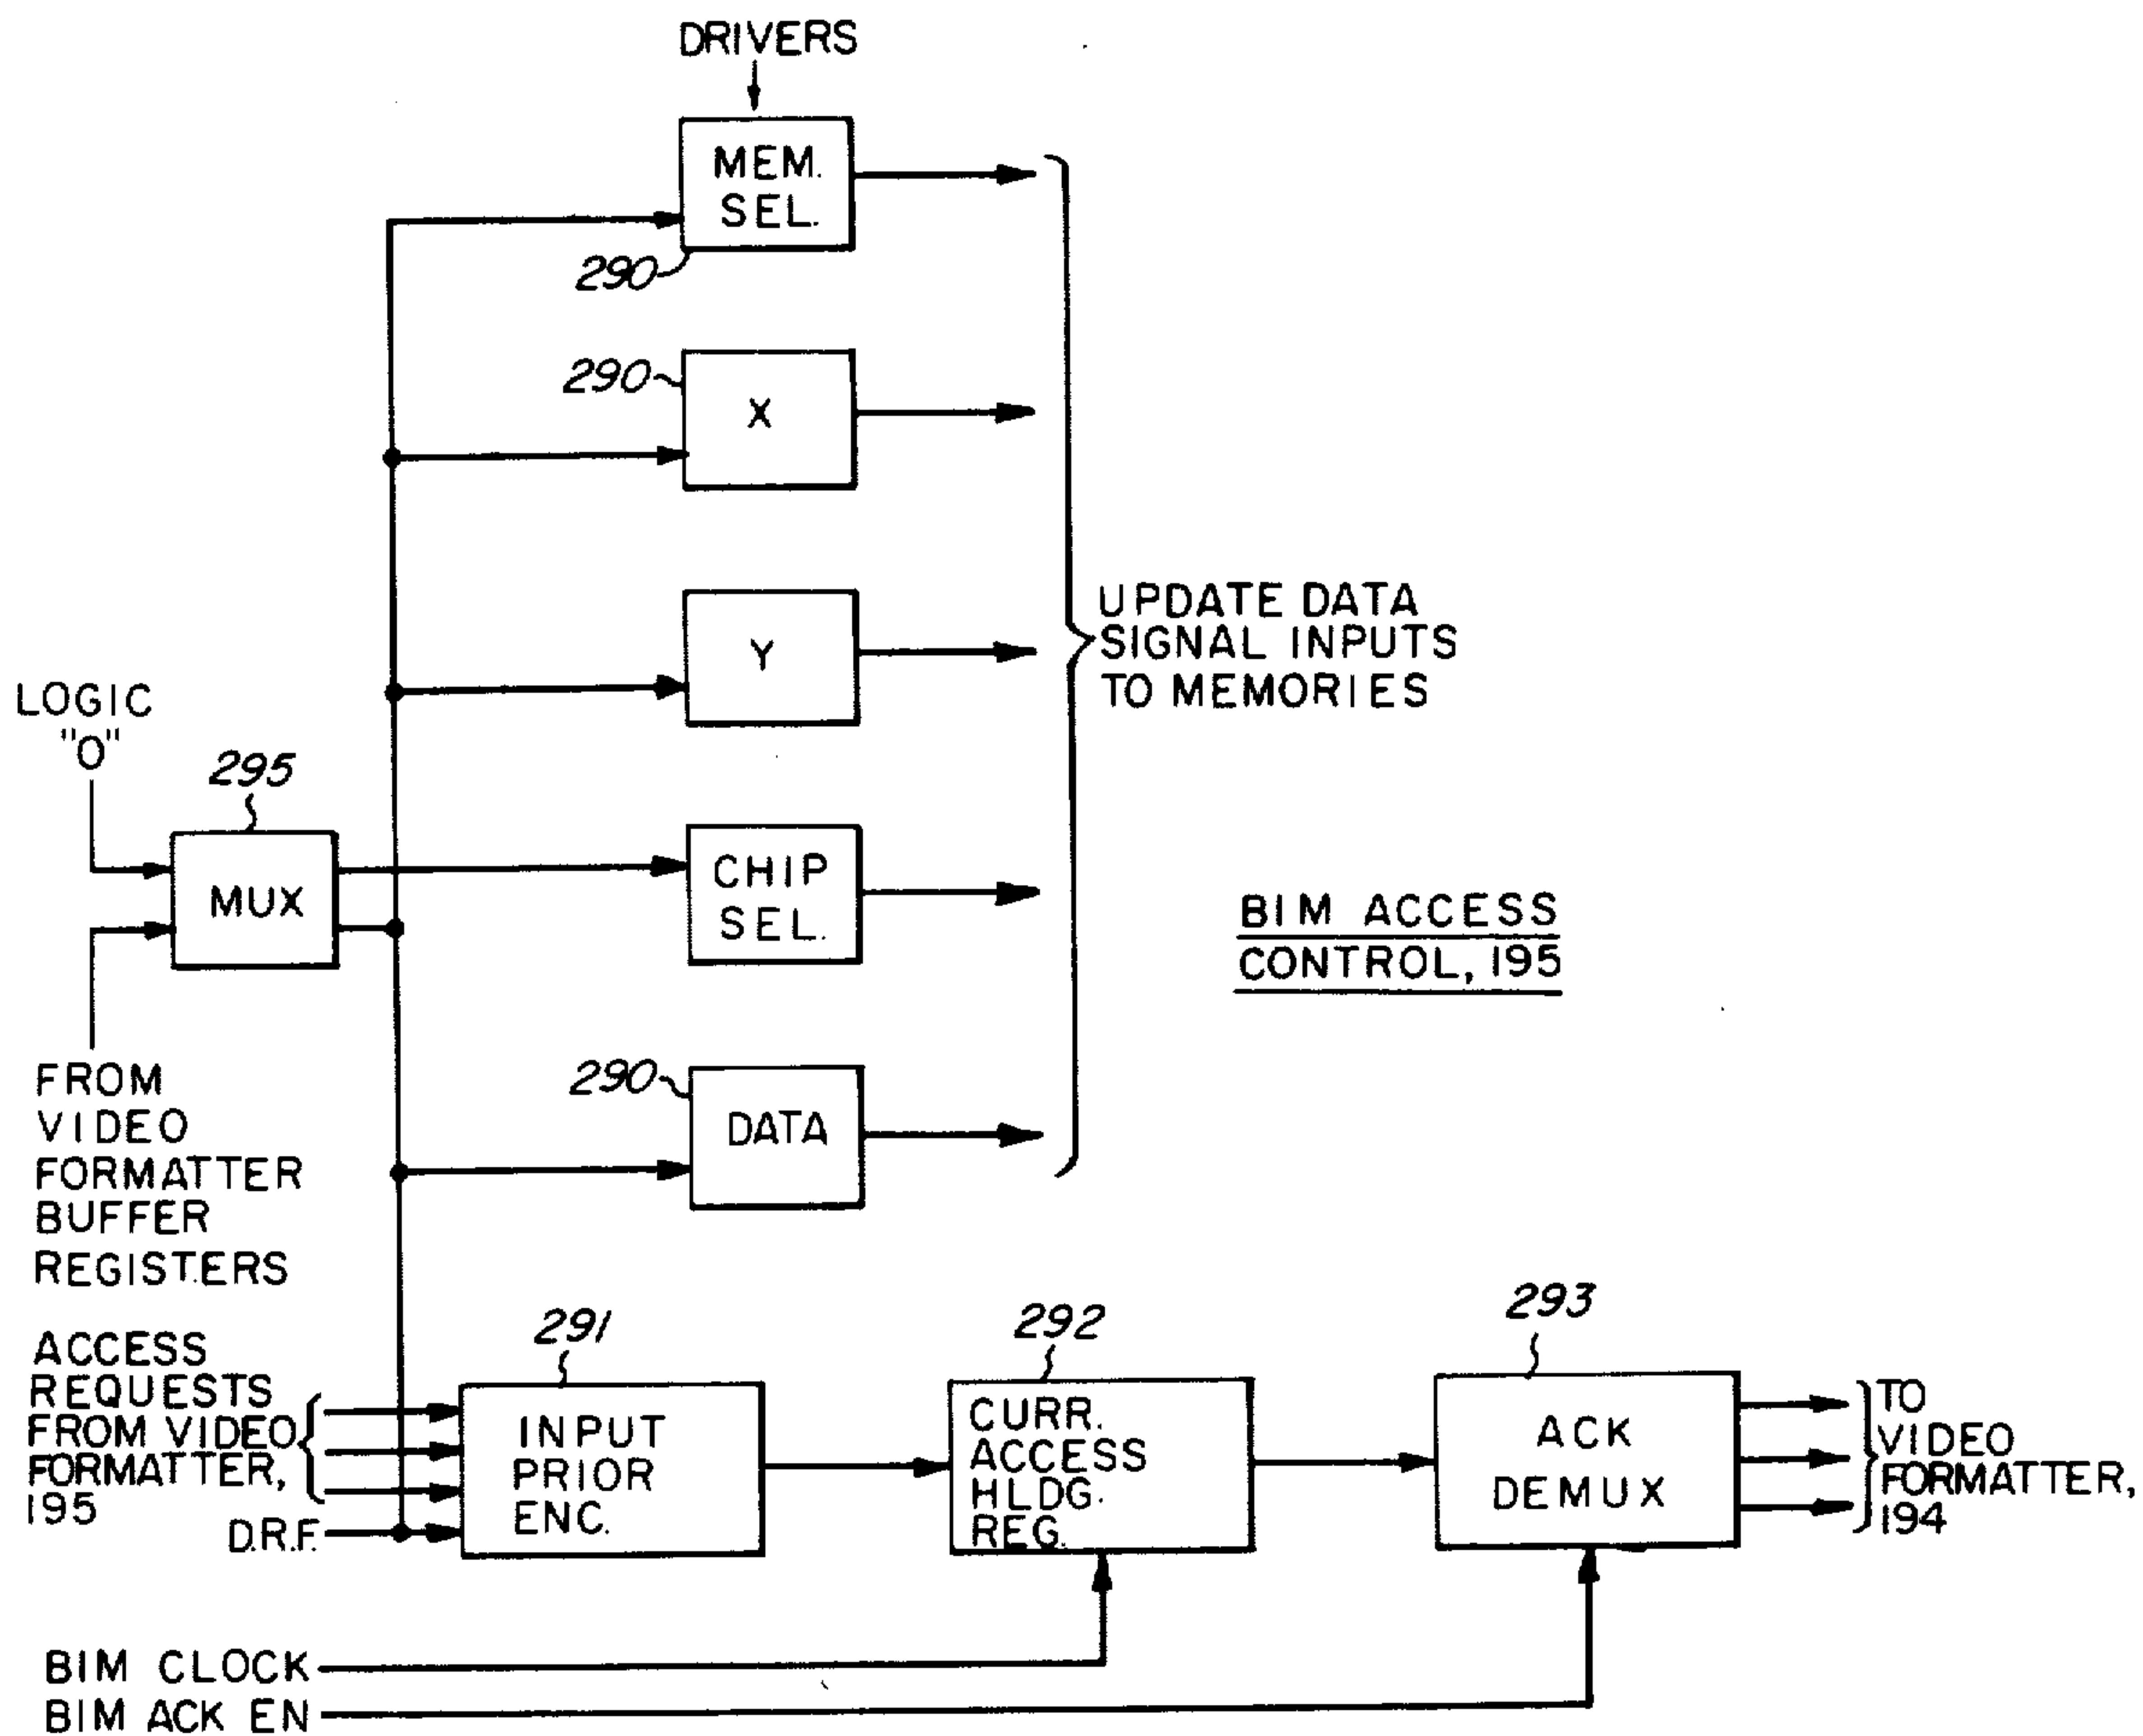 DRIVERS
MEM.
SEL.
290
290
X
Y
UPDATE DATA
SIGNAL INPUTS
TO MEMORIES
LOGIC
"O"
295
MUX
CHIP
SEL.
BIM ACCESS
CONTROL, 195
FROM
VIDEO
FORMATTER
BUFFER
REGISTERS
290
DATA
ACCESS
REQUESTS
FROM VIDEO
FORMATTER,
195
D.R.F.
291
INPUT
PRIOR
ENC.
292
CURR.
ACCESS
HLDG.
REG.
293
ACK
DEMUX
TO
VIDEO
FORMATTER,
194
BIM CLOCK
BIM ACK EN